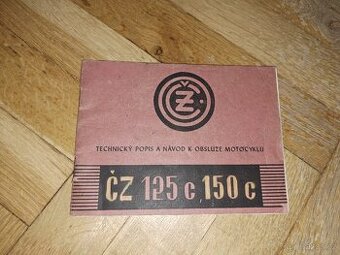 ČZ
TECHNICKÝ POPIS A NÁVOD K OBSLUZE MOTOCYKLU
ČZ 125 c, 150 c